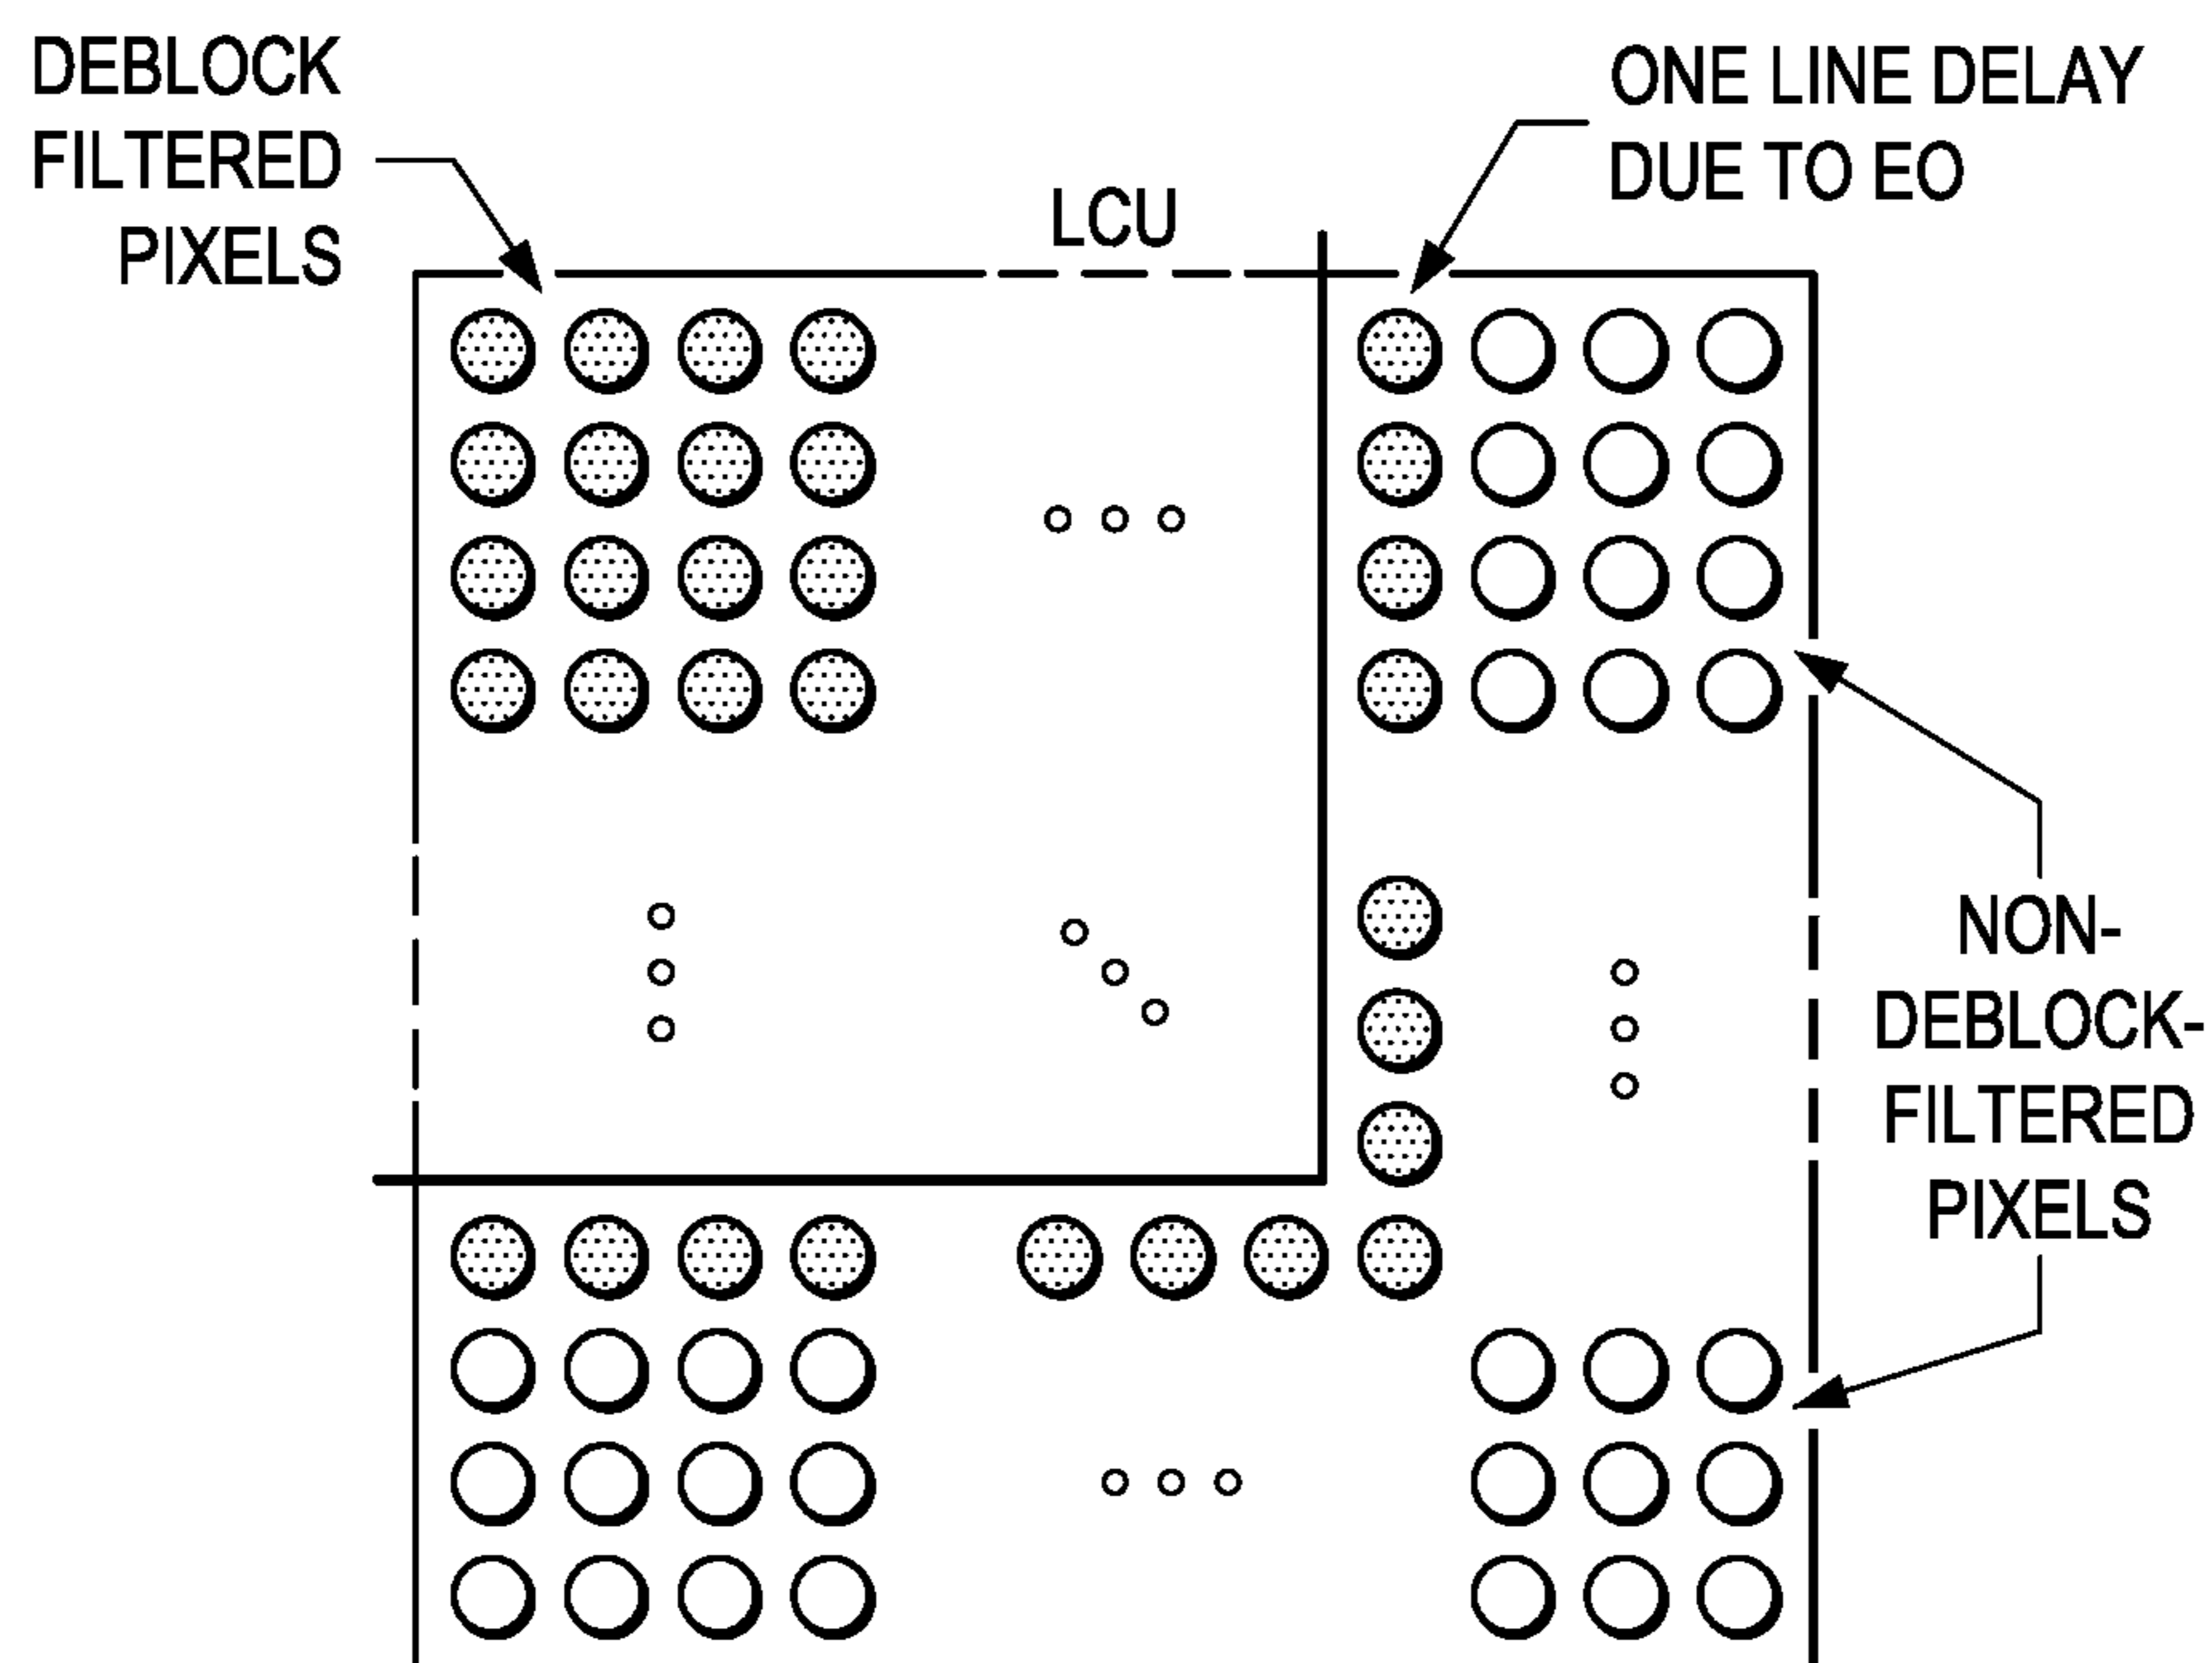 DEBLOCK
FILTERED
PIXELS
LCU
ONE LINE DELAY
DUE TO EO
NON-
DEBLOCK-
FILTERED
PIXELS